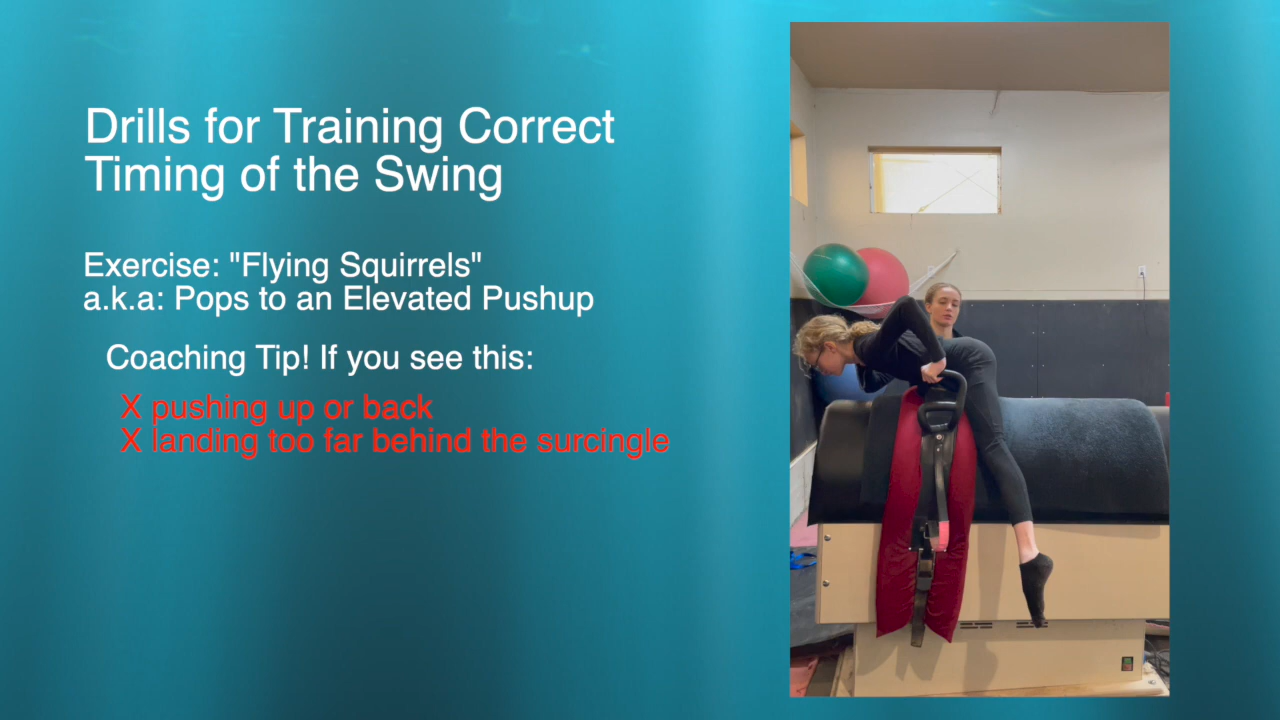 Drills for Training Correct
Timing of the Swing
Exercise: "Flying Squirrels"
a.k.a: Pops to an Elevated Pushup
Coaching Tip! If you see this:
X pushing up or back
X landing too far behind the surcingle